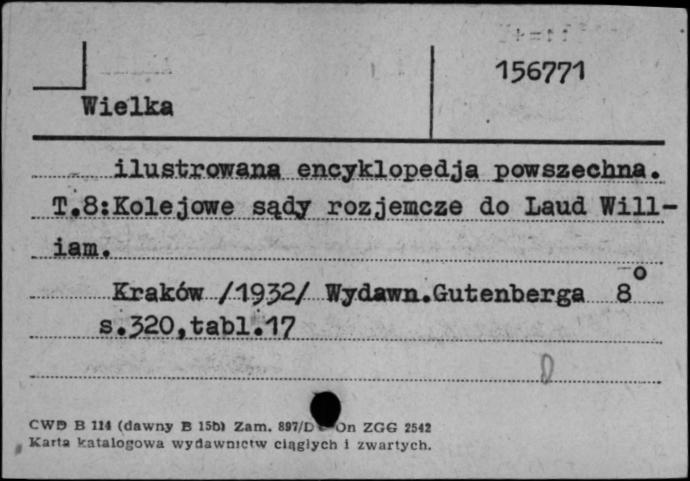 156771
Wielka
ilustrowana encyklopedja powszechna.
T.8:Kolejowe sądy rozjemcze do Laud Will-
iam.
Kraków /1932/ Wydawn.Gutenberga 8°
s.320,tabl.17
D
CWD B 114 (dawny B 15b) Zam. 897/D On ZGG 2542
Karta katalogowa wydawnictw ciągłych i zwartych.